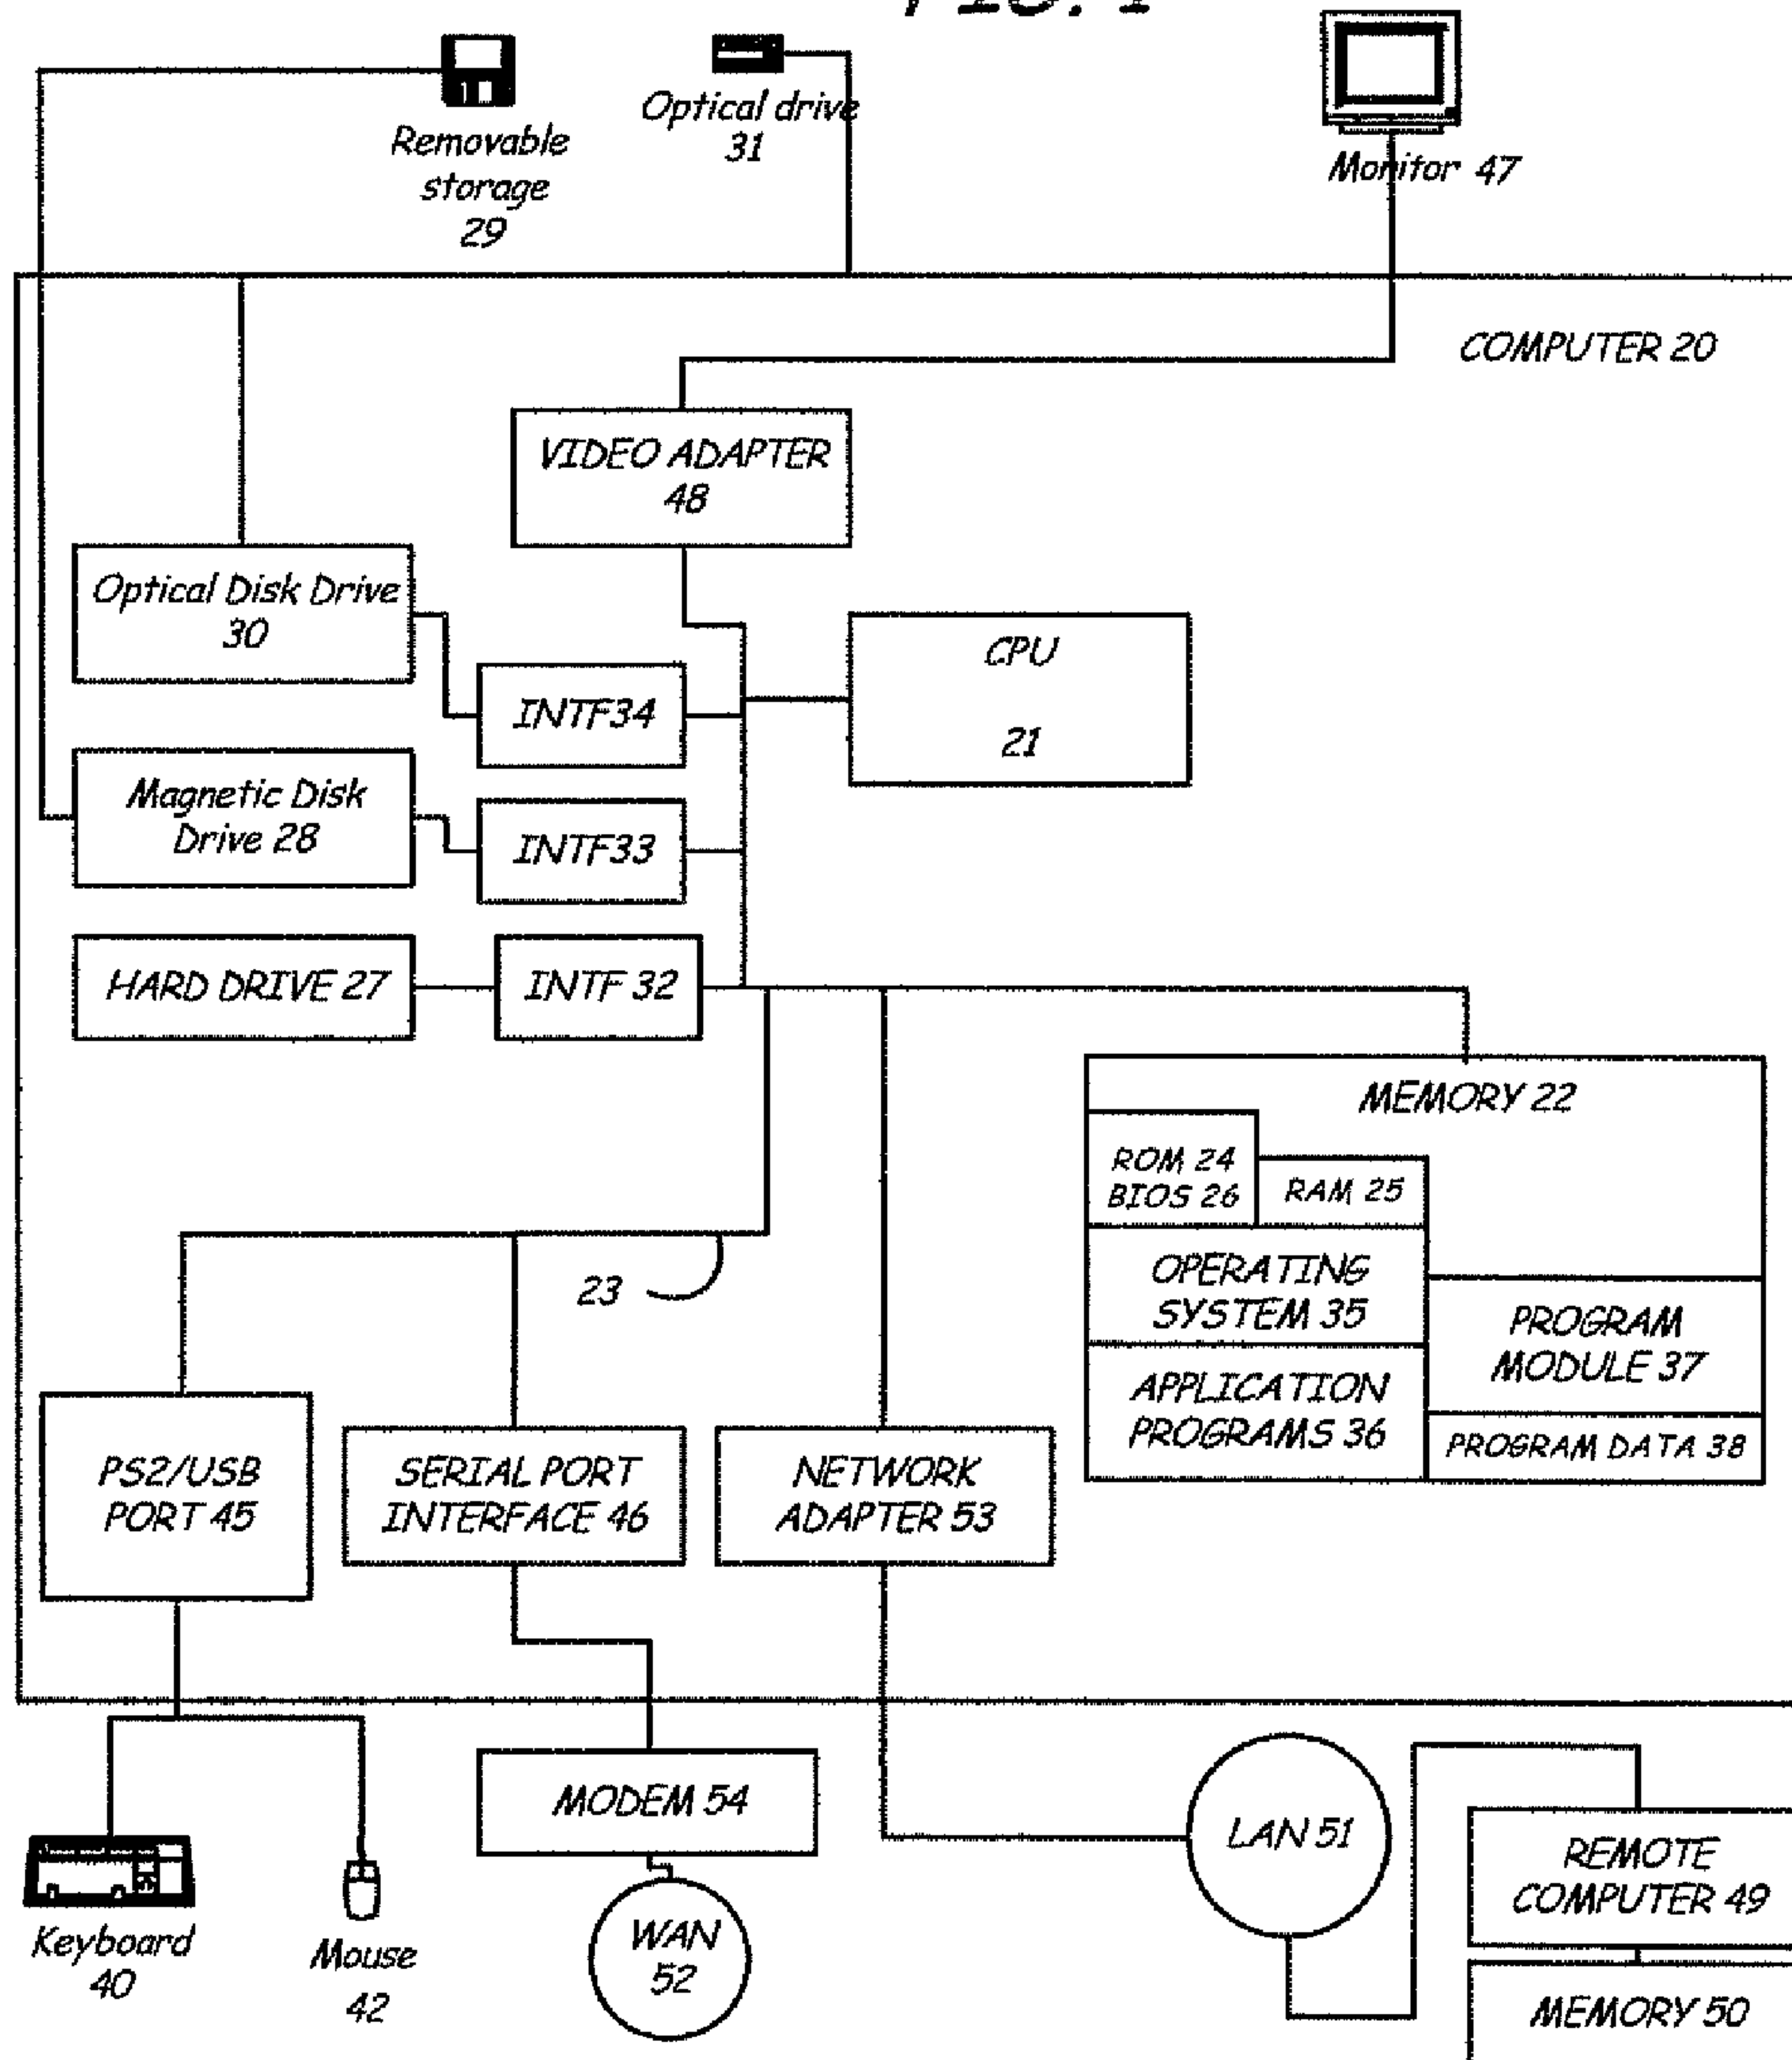 FIG. 1
Removable
storage
29
Optical drive
31
Monitor 47
COMPUTER 20
VIDEO ADAPTER
48
Optical Disk Drive
30
INTF34
CPU
21
Magnetic Disk
Drive 28
INTF33
HARD DRIVE 27
INTF 32
MEMORY 22
ROM 24
BIOS 26
RAM 25
OPERATING
SYSTEM 35
PROGRAM
MODULE 37
APPLICATION
PROGRAMS 36
PROGRAM DATA 38
23
PS2/USB
PORT 45
SERIAL PORT
INTERFACE 46
NETWORK
ADAPTER 53
MODEM 54
LAN 51
REMOTE
COMPUTER 49
MEMORY 50
Keyboard
40
Mouse
42
WAN
52